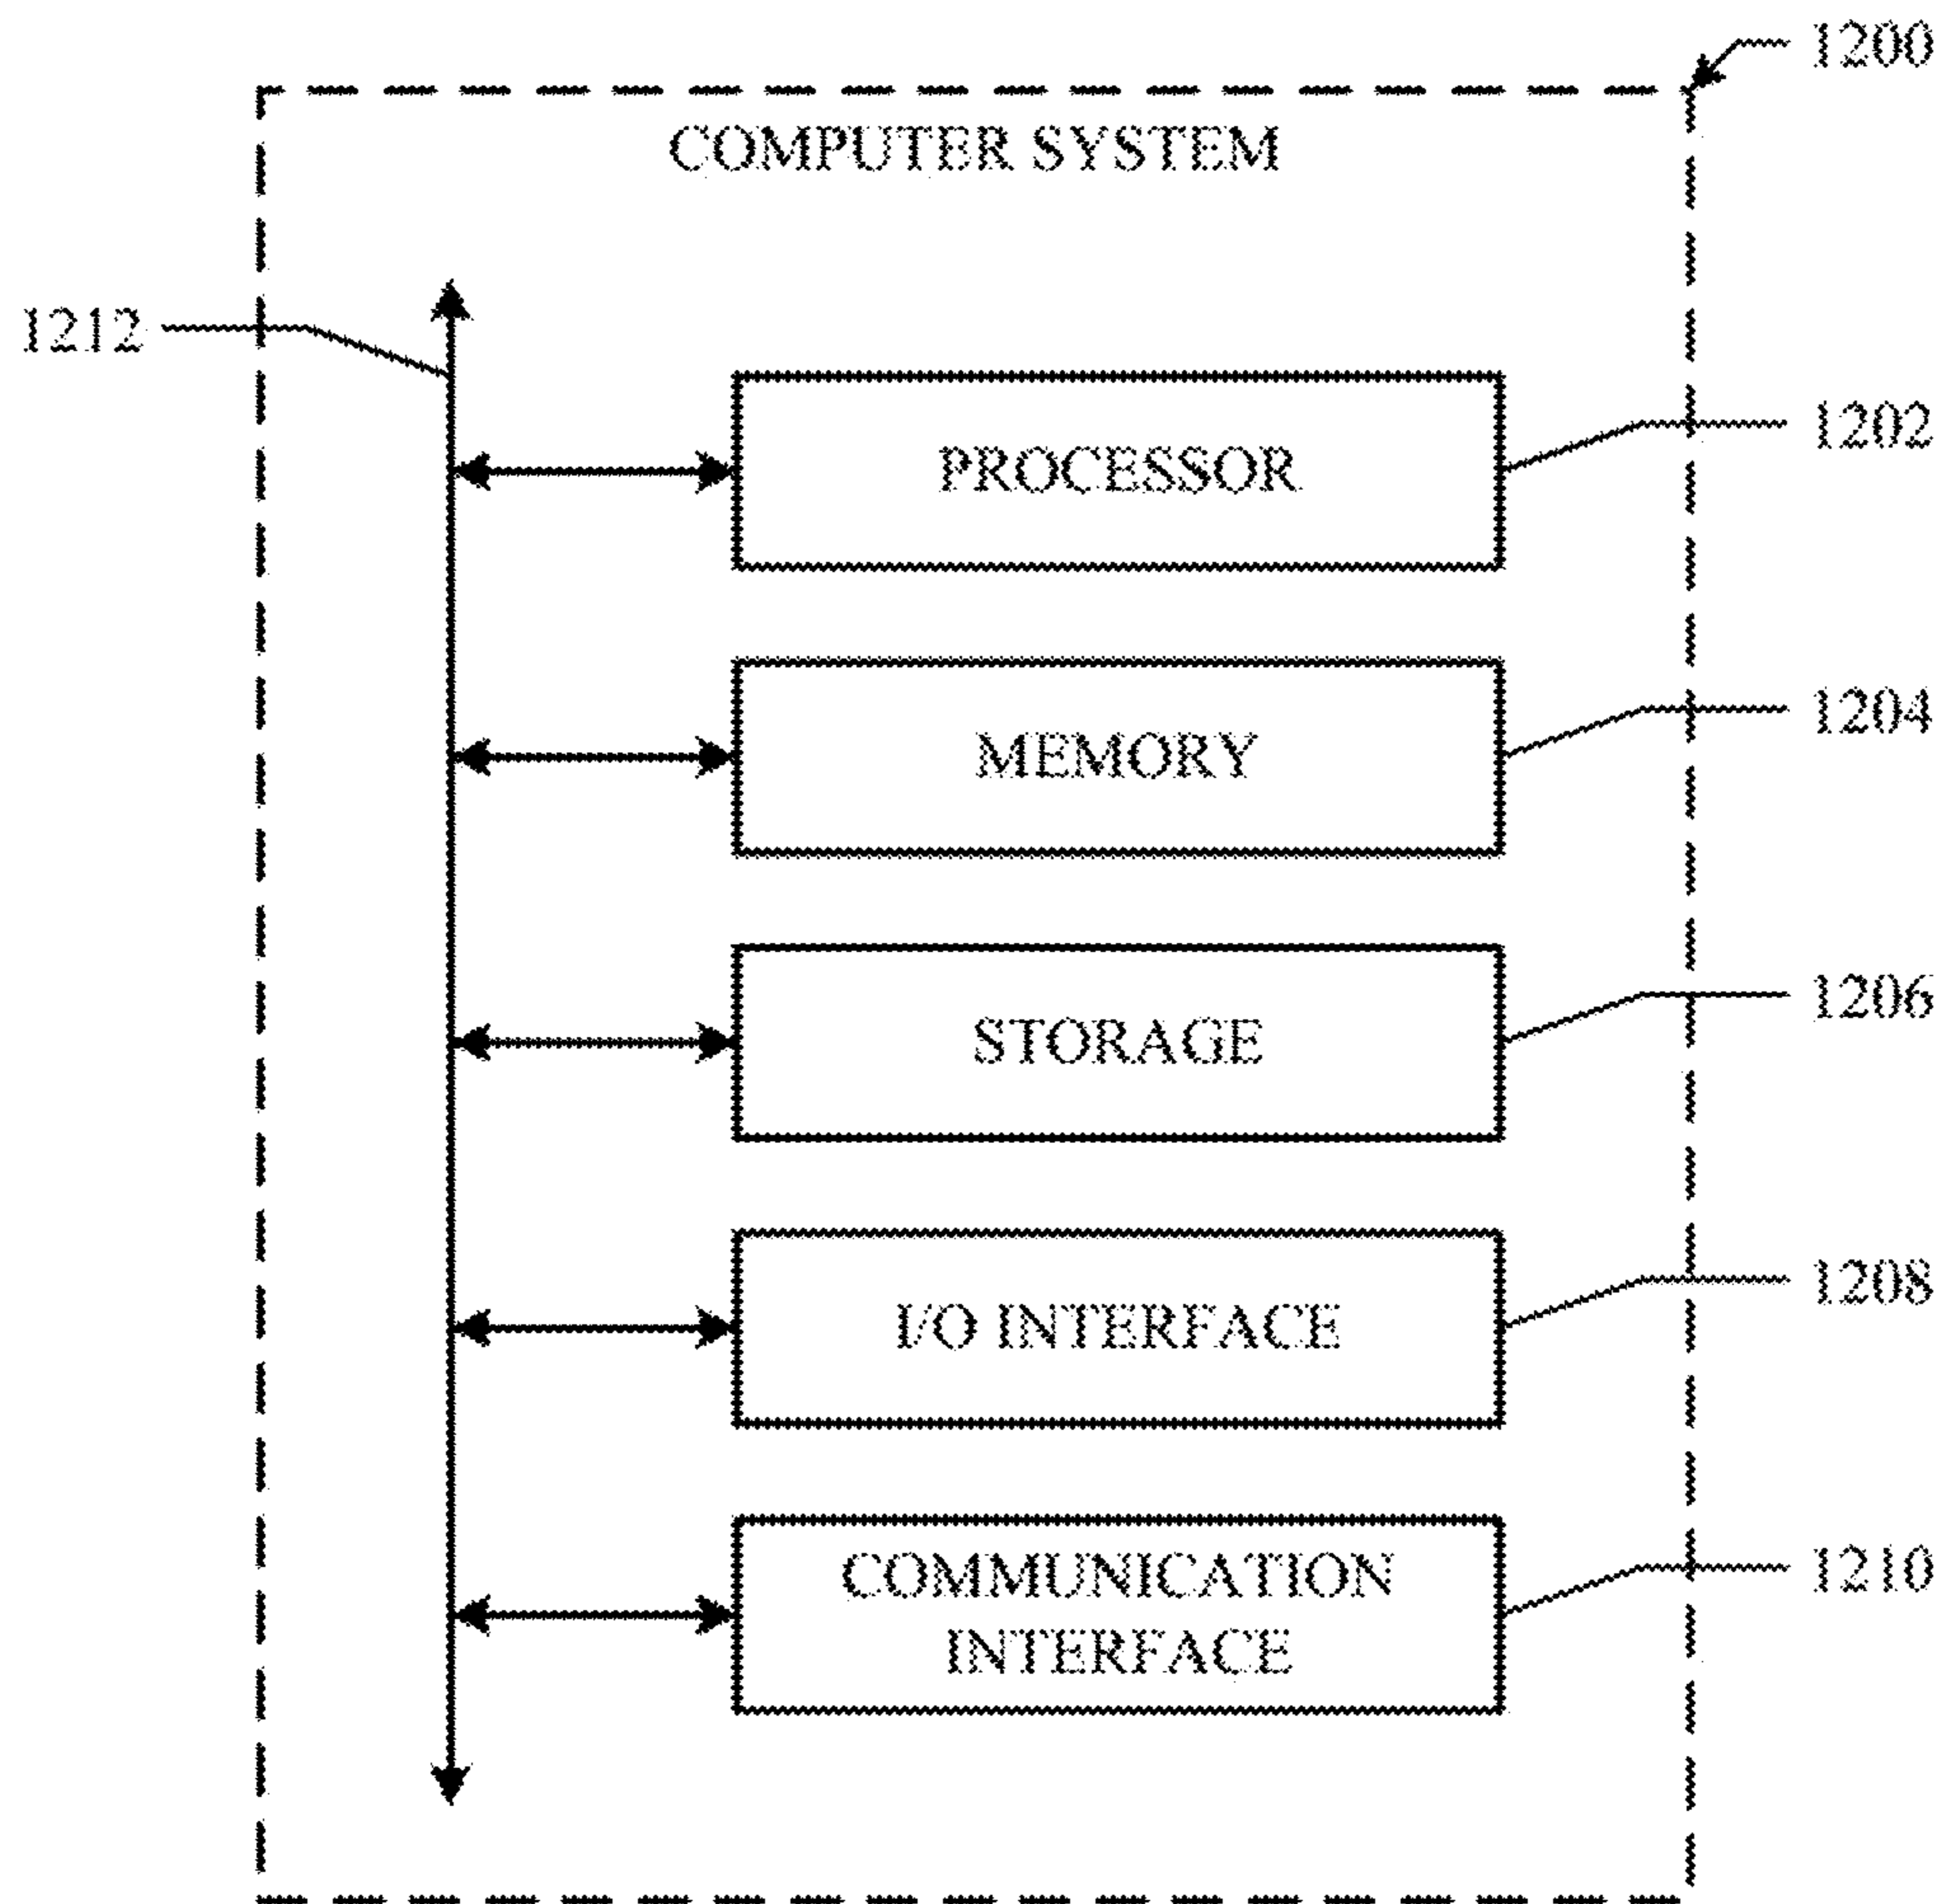 1200
COMPUTER SYSTEM
1212
1202
PROCESSOR
1204
MEMORY
1206
STORAGE
1208
I/O INTERFACE
1210
COMMUNICATION
INTERFACE